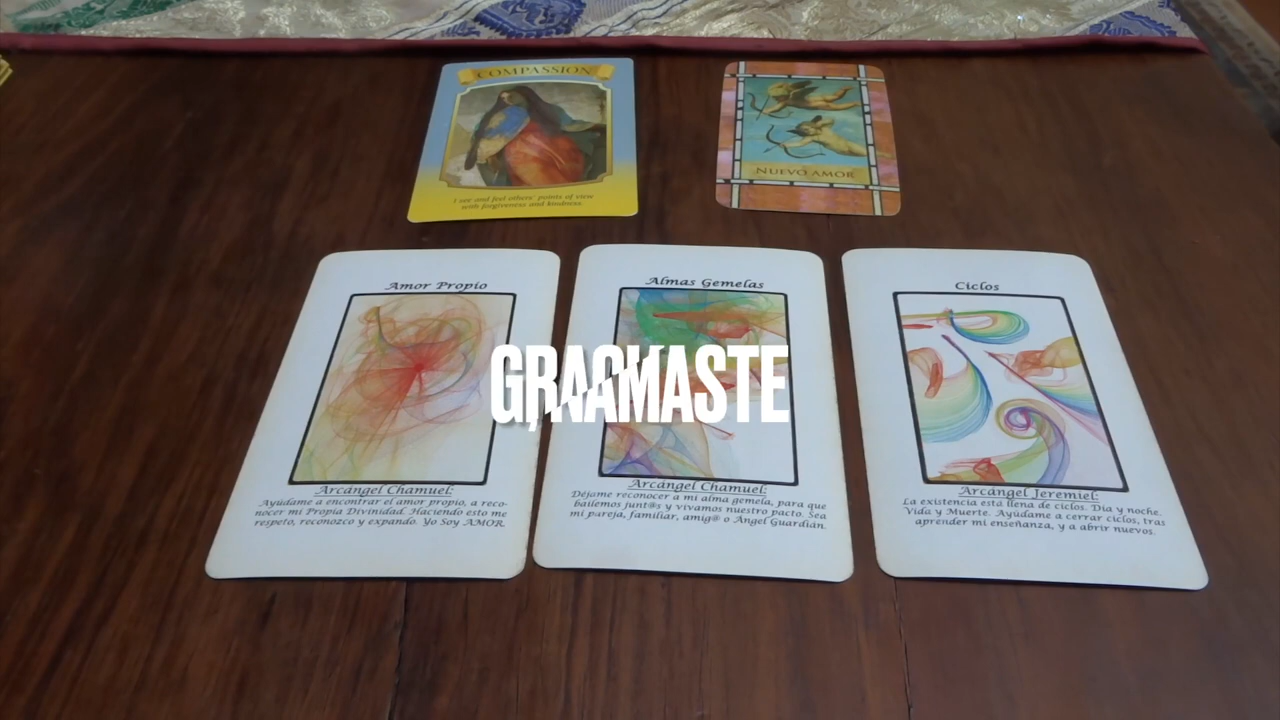 COMPASSION
I see and feel others' points of view
with forgiveness and kindness.
NUEVO AMOR
Amor Propio
Arcángel Chamuel:
Ayúdame a encontrar el amor propio, a reco-
nocer mi Propia Divinidad. Haciendo esto me
respeto, reconozco y expando. Yo Soy AMOR.
Almas Gemelas
Arcángel Chamuel:
Déjame reconocer a mi alma gemela, para que
bailemos junt@s y vivamos nuestro pacto. Sea
mi pareja, familiar, amig@ o Ángel Guardián.
Ciclos
Arcángel Jeremiel:
La existencia está llena de ciclos. Día y noche.
Vida y Muerte. Ayúdame a cerrar ciclos, tras
aprender mi enseñanza, y a abrir nuevos.